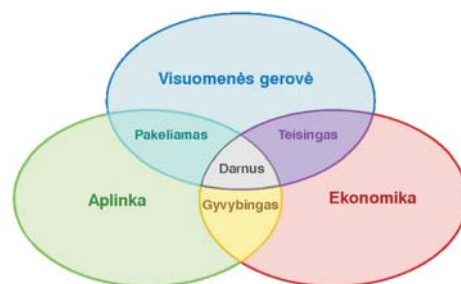 Visuomenės gerovė
Pakeliamas
Teisingas
Darnus
Aplinka
Gyvybingas
Ekonomika